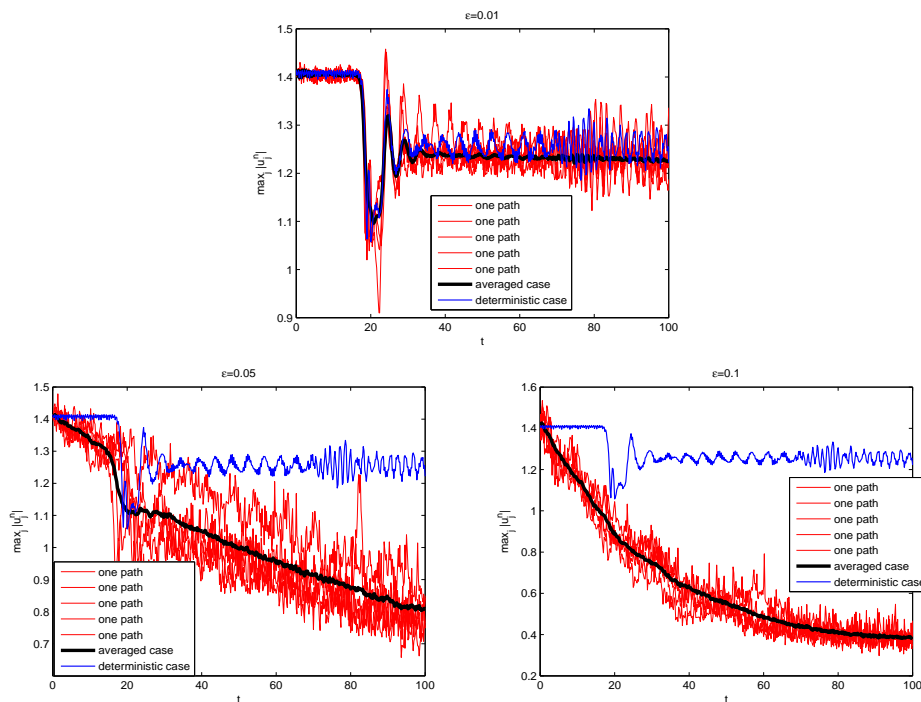 ε=0.01
1.5
1.4
1.3
1.2
1.1
1
0.9
max_j |u_j^n|
one path
one path
one path
one path
one path
averaged case
deterministic case
0 20 40 60 80 100
t
ε=0.05
1.5
1.4
1.3
1.2
1.1
1
0.9
0.8
0.7
max_j |u_j^n|
one path
one path
one path
one path
one path
averaged case
deterministic case
0 20 40 60 80 100
t
ε=0.1
1.6
1.4
1.2
1
0.8
0.6
0.4
0.2
max_j |u_j^n|
one path
one path
one path
one path
one path
averaged case
deterministic case
0 20 40 60 80 100
t